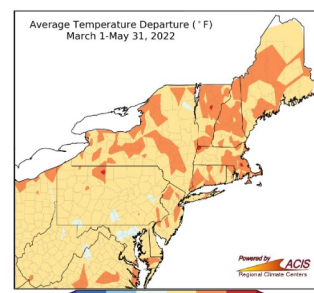 Average Temperature Departure (°F)
March 1-May 31, 2022
Powered by
ACIS
Regional Climate Centers